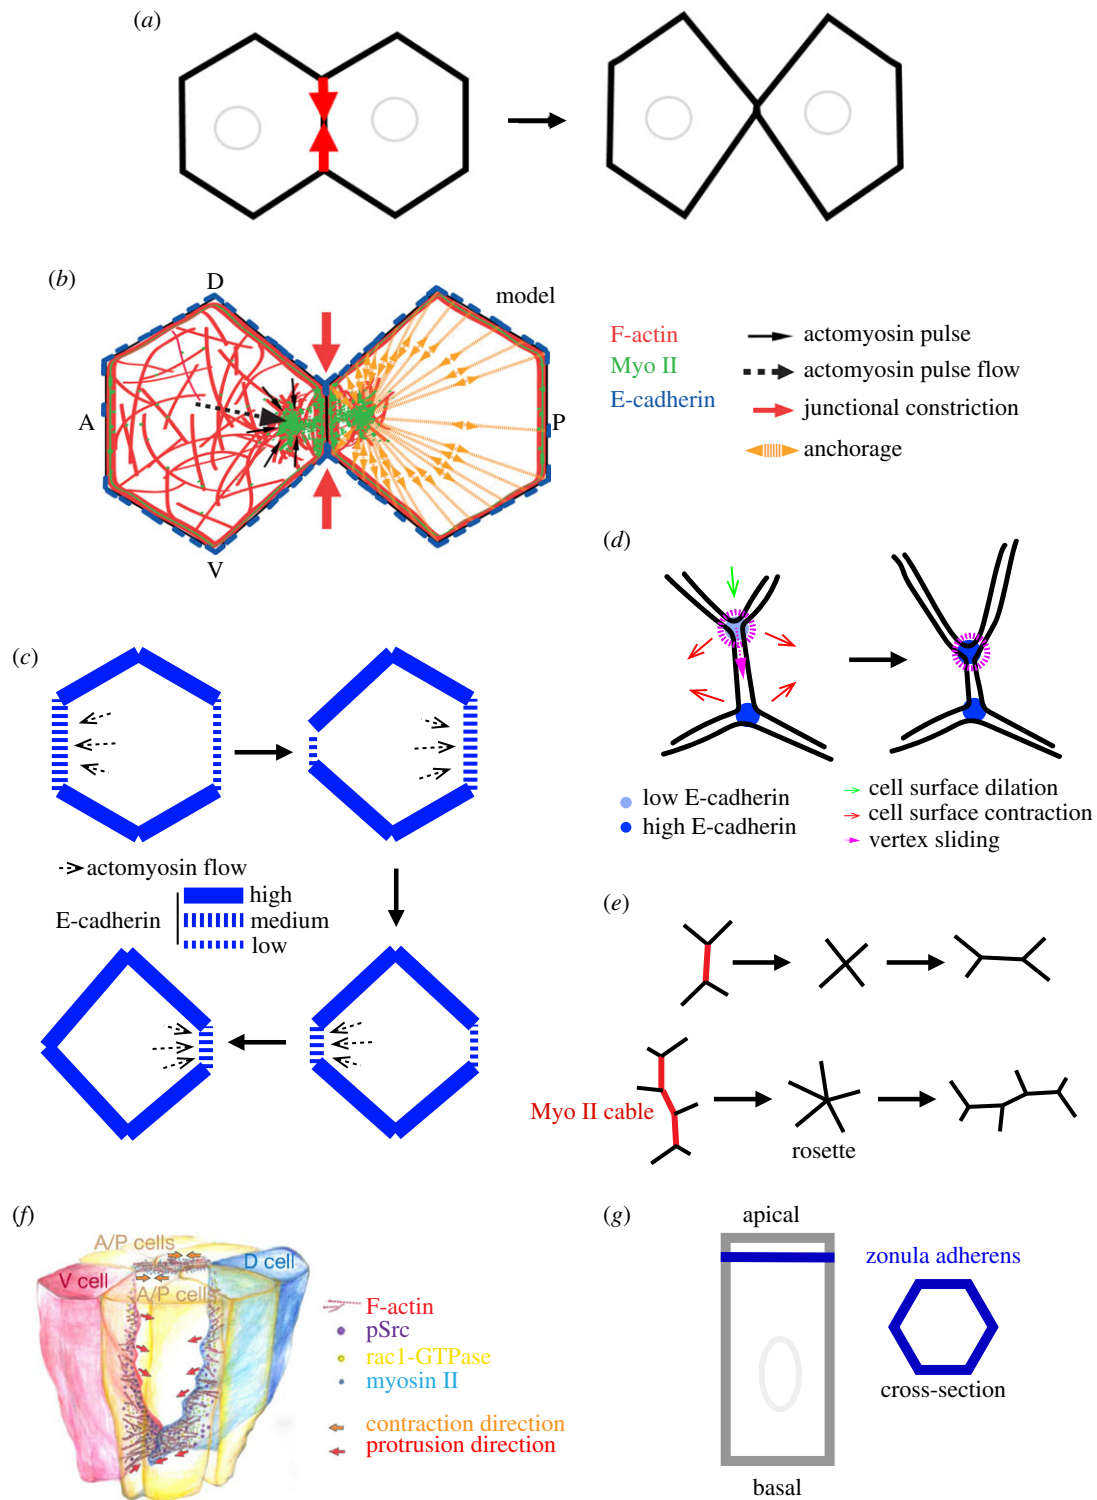 (a)
(b)
D
model
A
P
V
F-actin
Myo II
E-cadherin
actomyosin pulse
actomyosin pulse flow
junctional constriction
anchorage
(c)
actomyosin flow
E-cadherin
high
medium
low
(d)
low E-cadherin
high E-cadherin
cell surface dilation
cell surface contraction
vertex sliding
(e)
Myo II cable
rosette
(f)
A/P cells
V cell
D cell
A/P cells
F-actin
pSrc
rac1-GTPase
myosin II
contraction direction
protrusion direction
(g)
apical
zonula adherens
cross-section
basal